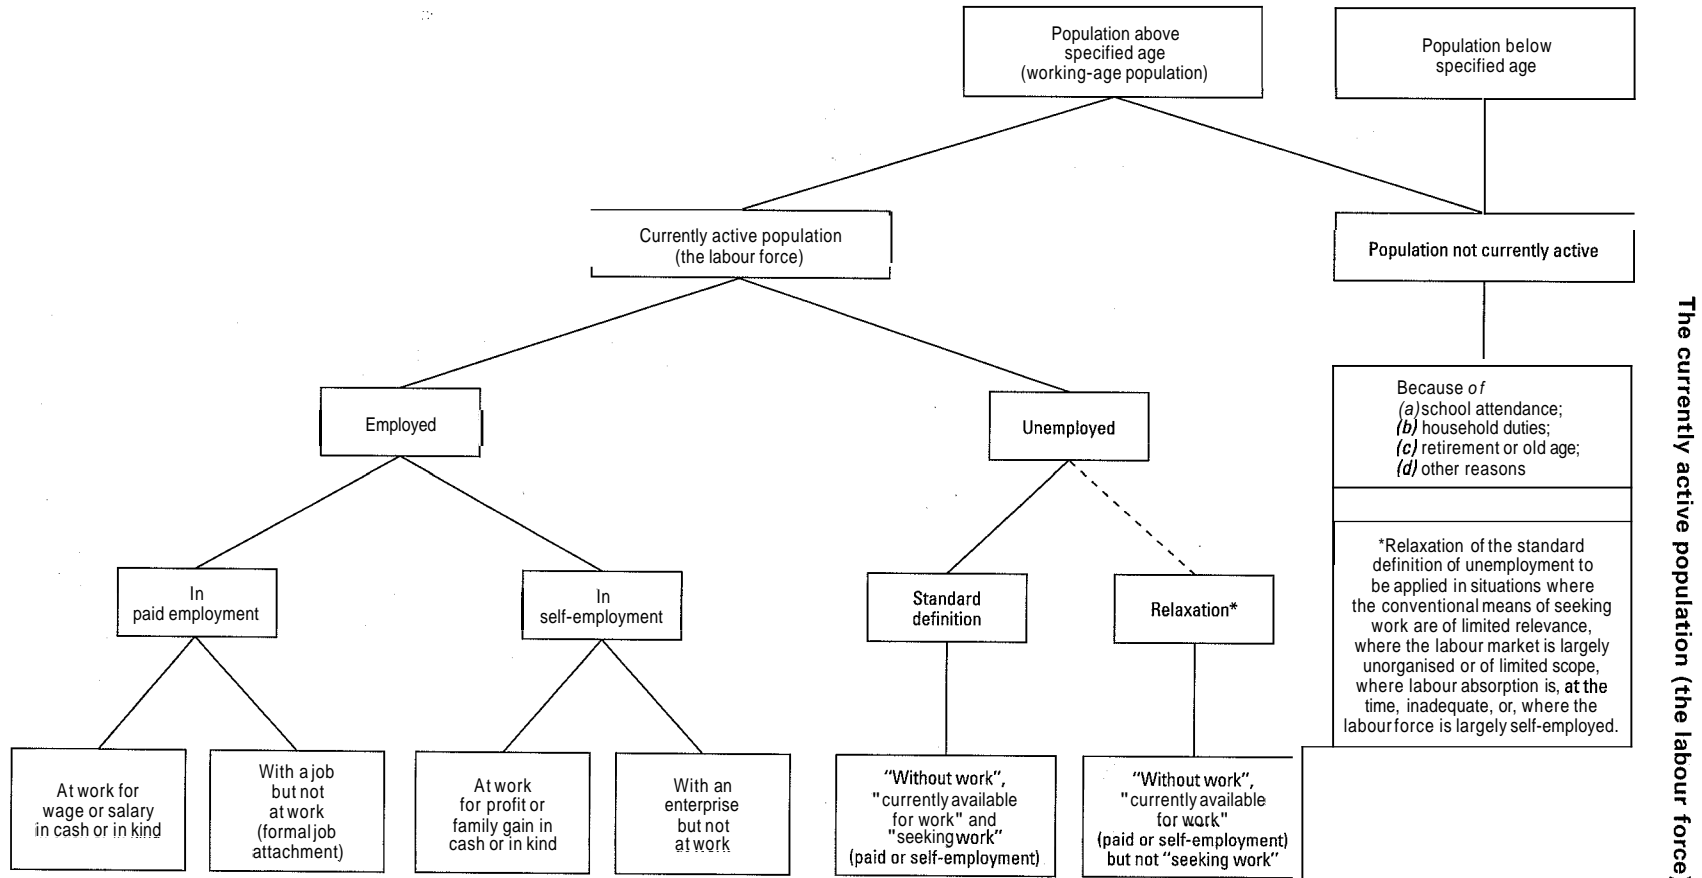 Population above
specified age
(working-age population)
Population below
specified age
Currently active population
(the labour force)
Population not currently active
Employed
Unemployed
Because of
(a) school attendance;
(b) household duties;
(c) retirement or old age;
(d) other reasons
In
paid employment
In
self-employment
Standard
definition
Relaxation*
*Relaxation of the standard
definition of unemployment to
be applied in situations where
the conventional means of seeking
work are of limited relevance,
where the labour market is largely
unorganised or of limited scope,
where labour absorption is, at the
time, inadequate, or, where the
labour force is largely self-employed.
At work for
wage or salary
in cash or in kind
With a job
but not
at work
(formal job
attachment)
At work
for profit or
family gain in
cash or in kind
With an
enterprise
but not
at work
"Without work",
"currently available
for work" and
"seeking work"
(paid or self-employment)
"Without work",
"currently available
for work"
(paid or self-employment)
but not "seeking work"
The currently active population (the labour force)